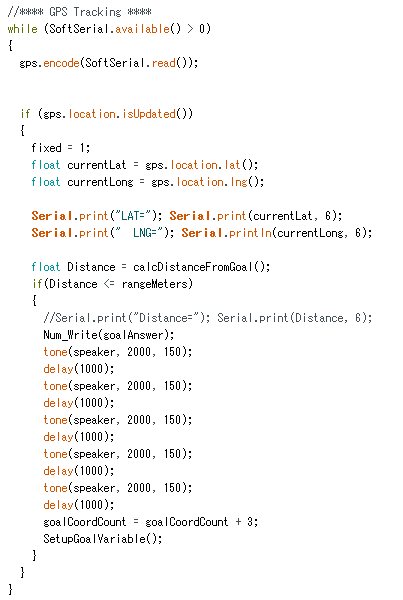 //**** GPS Tracking ****
while (SoftSerial.available() > 0)
{
  gps.encode(SoftSerial.read());

  if (gps.location.isUpdated())
  {
    fixed = 1;
    float currentLat = gps.location.lat();
    float currentLong = gps.location.lng();

    Serial.print("LAT="); Serial.print(currentLat, 6);
    Serial.print("  LNG="); Serial.println(currentLong, 6);

    float Distance = calcDistanceFromGoal();
    if(Distance <= rangeMeters)
    {
      //Serial.print("Distance="); Serial.print(Distance, 6);
      Num_Write(goalAnswer);
      tone(speaker, 2000, 150);
      delay(1000);
      tone(speaker, 2000, 150);
      delay(1000);
      tone(speaker, 2000, 150);
      delay(1000);
      tone(speaker, 2000, 150);
      delay(1000);
      tone(speaker, 2000, 150);
      delay(1000);
      goalCoordCount = goalCoordCount + 3;
      SetupGoalVariable();
    }
  }
}